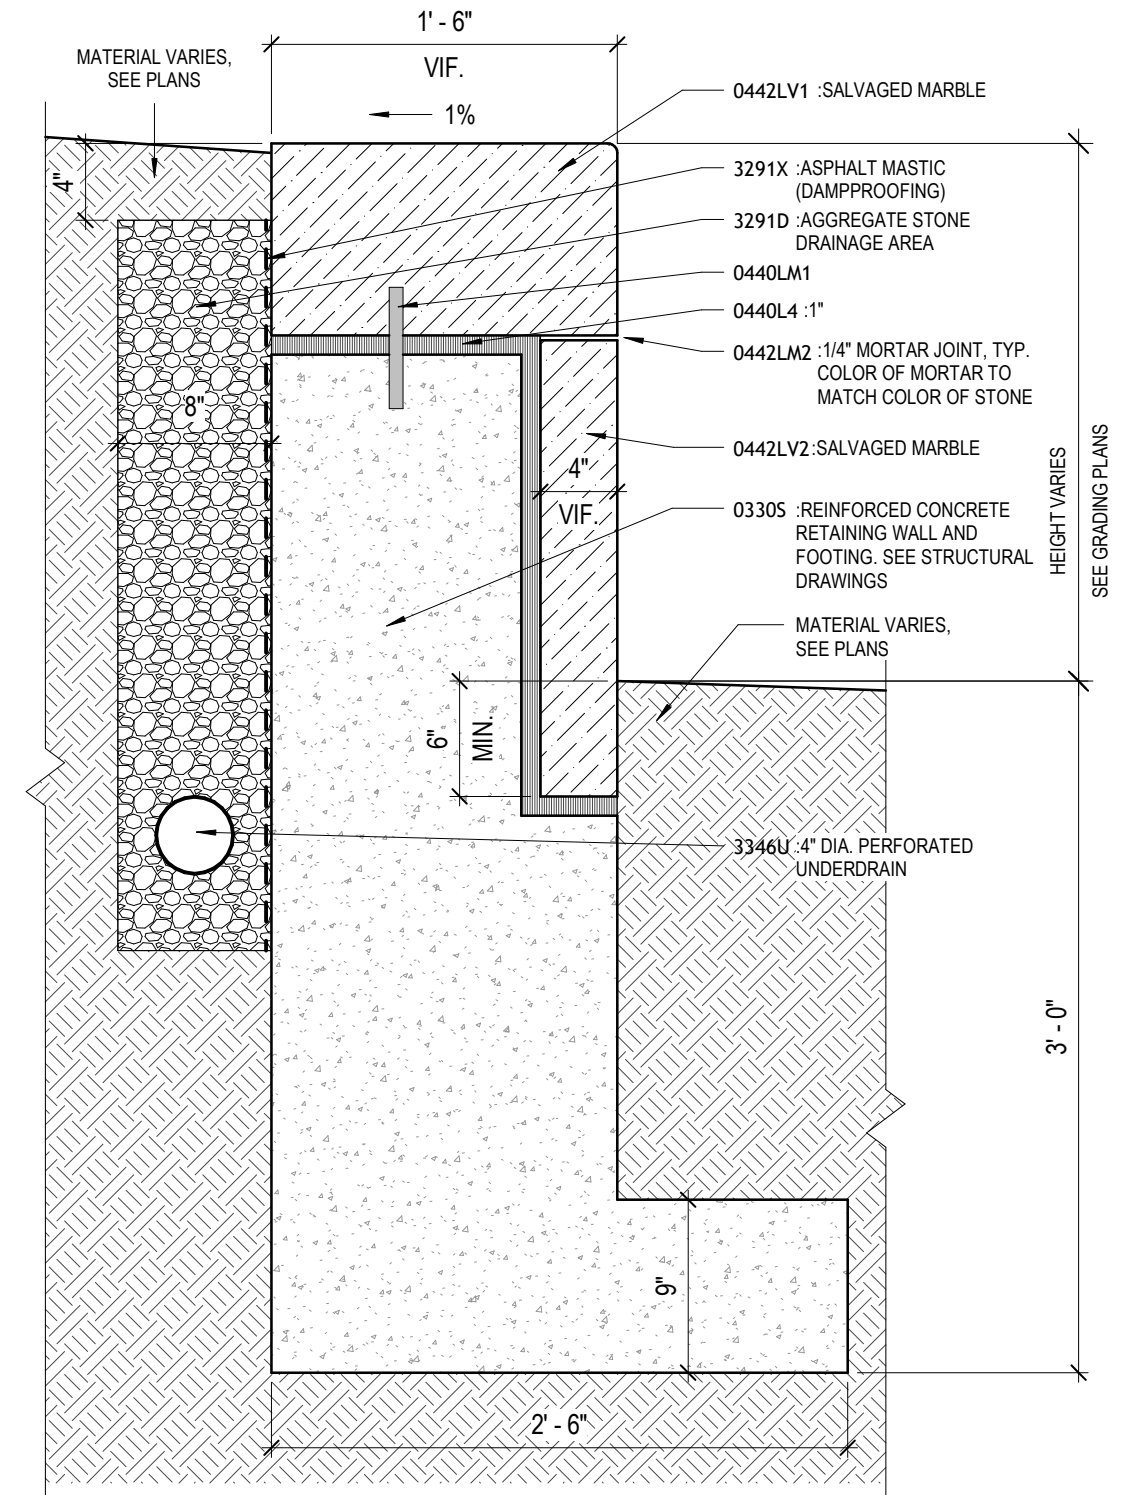 1' - 6"
VIF.
1%
MATERIAL VARIES,
SEE PLANS
4"
8"
0442LV1 :SALVAGED MARBLE
3291X :ASPHALT MASTIC
(DAMPPROOFING)
3291D :AGGREGATE STONE
DRAINAGE AREA
0440LM1
0440L4 :1"
0442LM2 :1/4" MORTAR JOINT, TYP.
COLOR OF MORTAR TO
MATCH COLOR OF STONE
0442LV2:SALVAGED MARBLE
4"
VIF.
0330S :REINFORCED CONCRETE
RETAINING WALL AND
FOOTING. SEE STRUCTURAL
DRAWINGS
MATERIAL VARIES,
SEE PLANS
HEIGHT VARIES
SEE GRADING PLANS
6"
MIN.
3346U :4" DIA. PERFORATED
UNDERDRAIN
3' - 0"
9"
2' - 6"